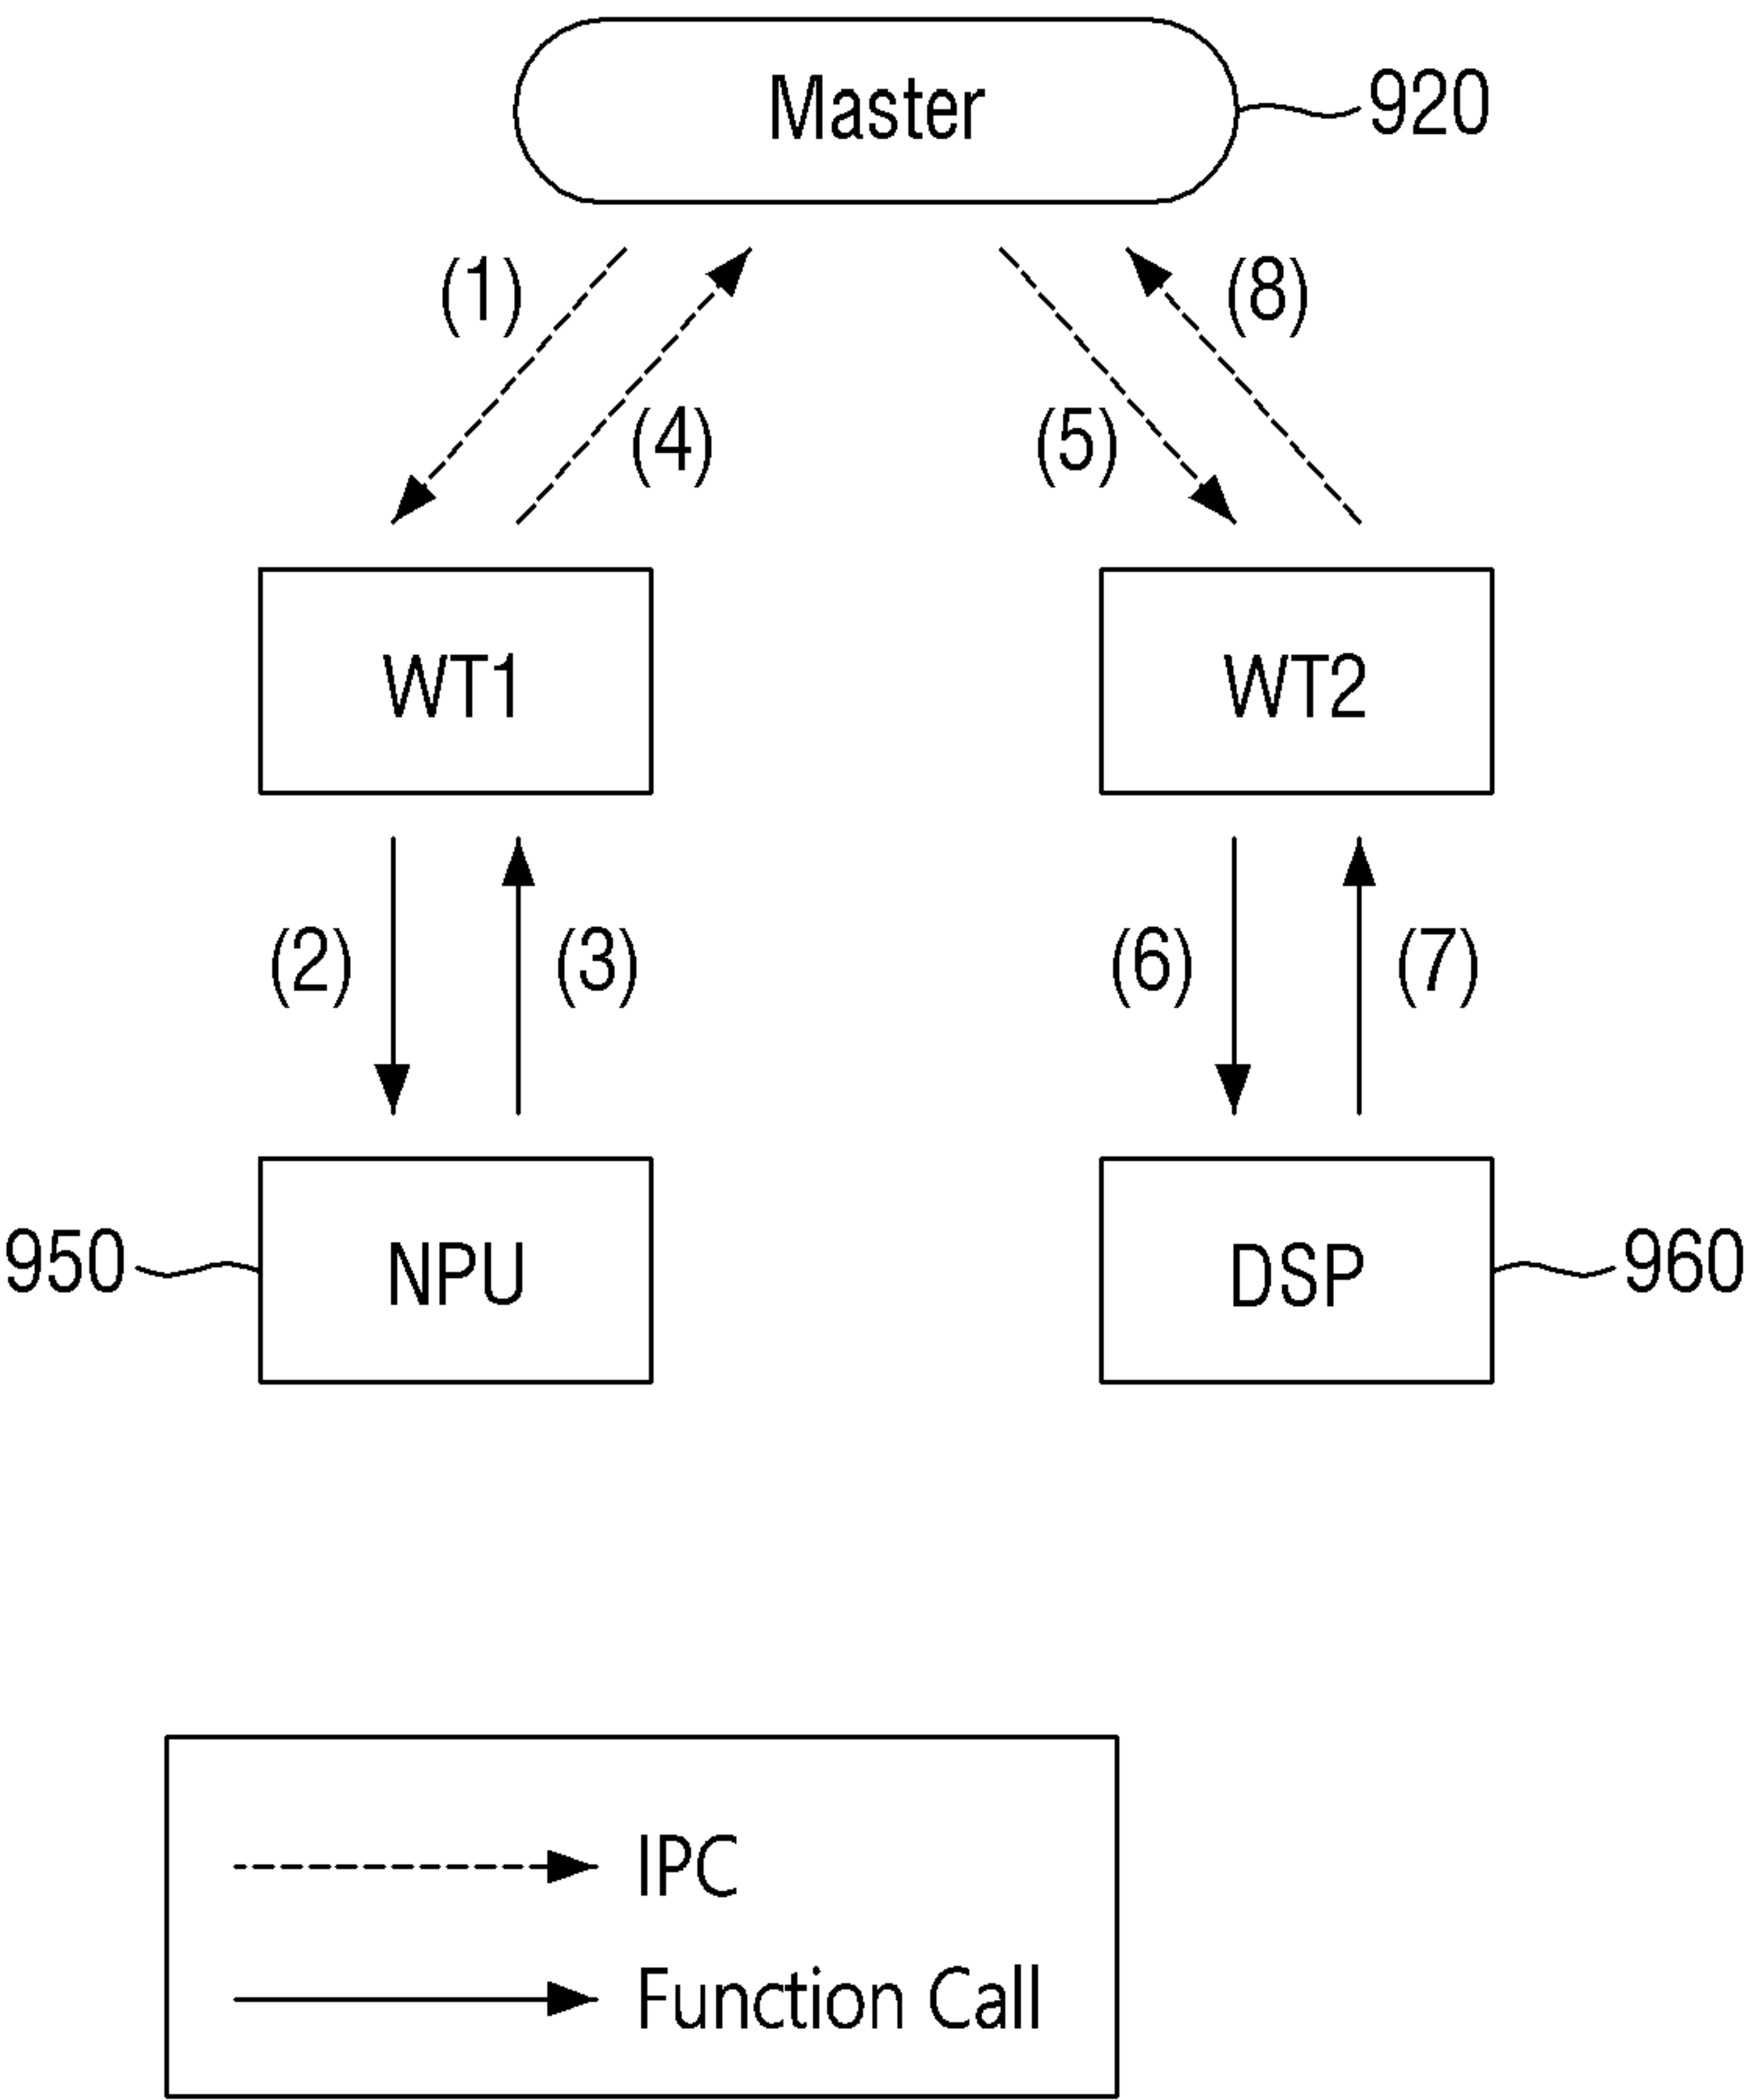 Master 920
(1) (8)
(4) (5)
WT1 WT2
(2) (3) (6) (7)
950 NPU DSP 960
IPC
Function Call